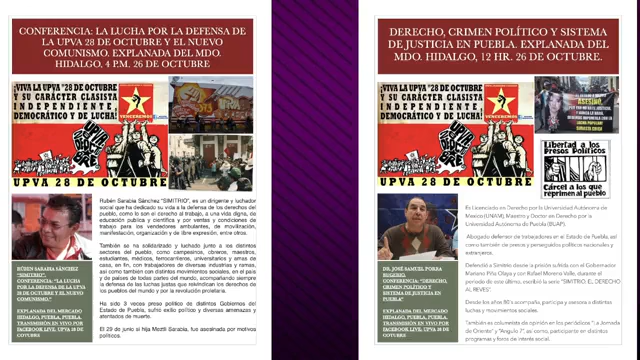 CONFERENCIA: LA LUCHA POR LA DEFENSA DE
LA UPVA 28 DE OCTUBRE Y EL NUEVO
COMUNISMO. EXPLANADA DEL MDO.
HIDALGO, 4 P.M. 26 DE OCTUBRE
¡VIVA LA UPVA "28 DE OCTUBRE"
Y SU CARÁCTER CLASISTA
INDEPENDIENTE,
DEMOCRÁTICO Y DE LUCHA!
VENCEREMOS
UPVA 28 DE OCTUBRE
Rubén Sarabia Sánchez "SIMITRIO", es un dirigente y luchador
social que ha dedicado su vida a la defensa de los derechos del
pueblo, como lo son el derecho al trabajo, a una vida digna, de
educación pública y científica y por ventas y condiciones de
trabajo para los vendedores ambulantes, de movilización,
manifestación, organización y de libre expresión, entre otros.
También se ha solidarizado y luchado junto a los distintos
sectores del pueblo, como campesinos, obreros, maestros,
estudiantes, médicos, ferrocarrileros, universitarios y amas de
casa, en fin, con trabajadores de diversas industrias y ramas,
así como también con distintos movimientos sociales, en el país
y de países de todas partes del mundo, acompañando siempre
la defensa de las luchas justas que reivindican los derechos de
los pueblos del mundo y por la revolución proletaria.
Ha sido 3 veces preso político de distintos Gobiernos del
Estado de Puebla, sufrió exilio político y diversas amenazas y
atentados de muerte.
El 29 de junio si hija Meztli Sarabia, fue asesinada por motivos
políticos.
RUBÉN SARABIA SÁNCHEZ
"SIMITRIO".
CONFERENCIA: "LA LUCHA
POR LA DEFENSA DE LA UPVA
28 DE OCTUBRE Y EL NUEVO
COMUNISMO."
EXPLANADA DEL MERCADO
HIDALGO, PUEBLA, PUEBLA.
TRANSMISIÓN EN VIVO POR
FACEBOOK LIVE. UPVA 28 DE
OCTUBRE
DERECHO, CRIMEN POLÍTICO Y SISTEMA
DE JUSTICIA EN PUEBLA. EXPLANADA DEL
MDO. HIDALGO, 12 HR. 26 DE OCTUBRE.
¡VIVA LA UPVA "28 DE OCTUBRE"
Y SU CARÁCTER CLASISTA
INDEPENDIENTE,
DEMOCRÁTICO Y DE LUCHA!
VENCEREMOS
UPVA 28 DE OCTUBRE
ASESINO,
Libertad a los
Presos Políticos
Cárcel a los que
reprimen al pueblo
Es Licenciado en Derecho por la Universidad Autónoma de
México (UNAM), Maestro y Doctor en Derecho por la
Universidad Autónoma de Puebla (BUAP).
Abogado defensor de trabajadores en el Estado de Puebla, así
como también de presos y perseguidos políticos nacionales y
extranjeros.
Defendió a Simitrio desde la prisión sufrida con el Gobernador
Mariano Piña Olaya y con Rafael Moreno Valle, durante el
periodo de este último, escribió la serie "SIMITRIO: EL DERECHO
AL REVÉS".
Desde los años 80's acompaña, participa y asesora a distintas
luchas y movimientos sociales.
También es columnista de opinión en los periódicos "La Jornada
de Oriente" y "Ángulo 7", así como, participante en distintos
programas y foros de interés social.
DR. JOSÉ SAMUEL PORRAS
RUGERIO.
CONFERENCIA: "DERECHO,
CRIMEN POLÍTICO Y
SISTEMA DE JUSTICIA EN
PUEBLA"
EXPLANADA DEL MERCADO
HIDALGO, PUEBLA, PUEBLA.
TRANSMISIÓN EN VIVO POR
FACEBOOK LIVE. UPVA 28 DE
OCTUBRE